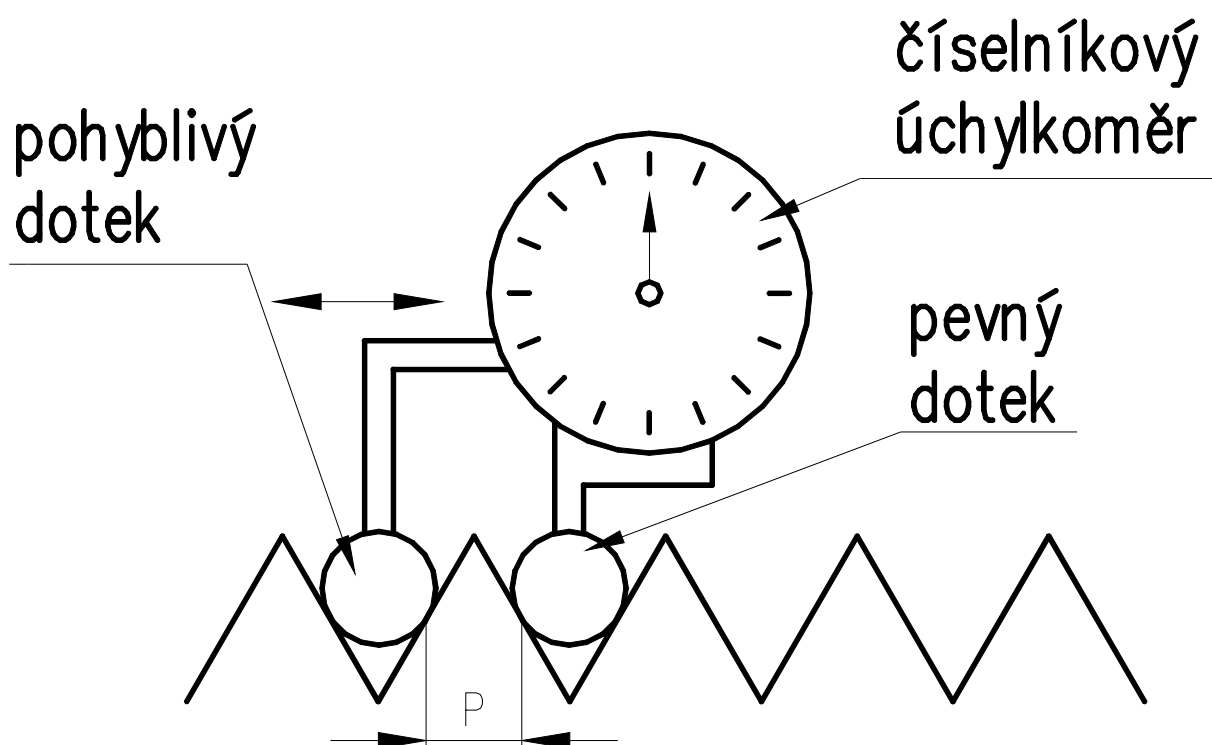 číselníkový
úchylkoměr
pohyblivý
dotek
pevný
dotek
P